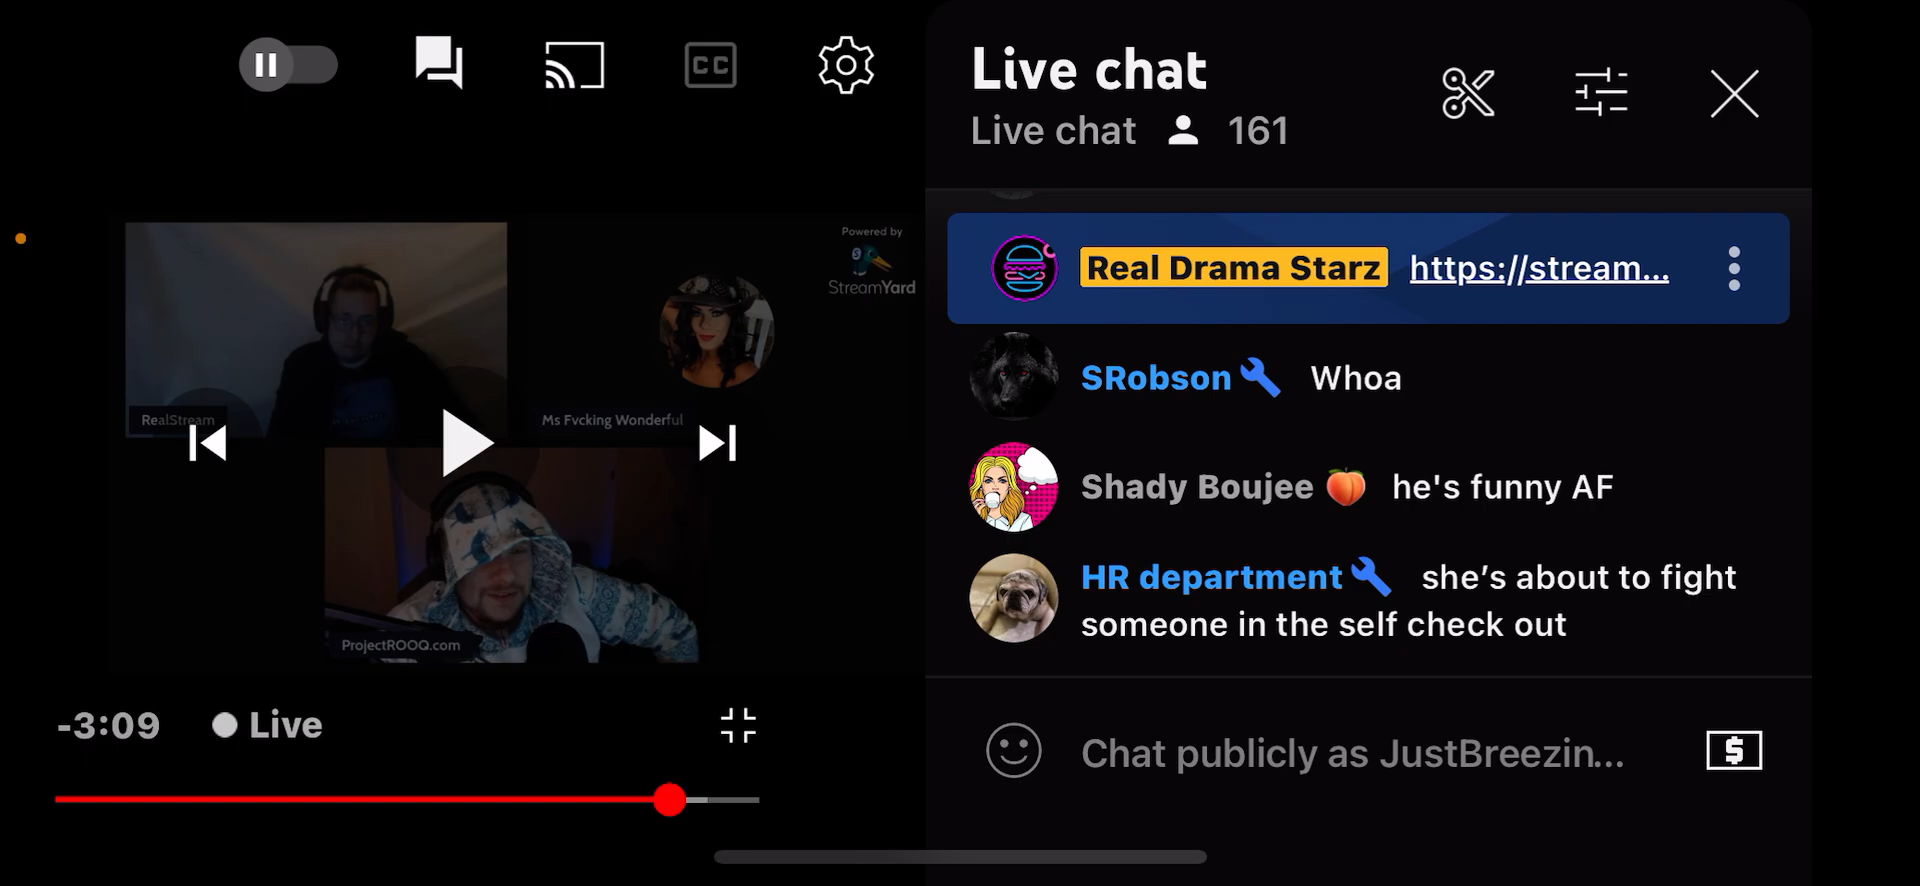 CC
Live chat
Live chat 161
Powered by
StreamYard
Real Drama Starz https://stream...
SRobson Whoa
RealStream
Ms Fvcking Wonderful
Shady Boujee 🍑 he's funny AF
HR department she’s about to fight
someone in the self check out
ProjectROOQ.com
-3:09 Live
Chat publicly as JustBreezin...
$